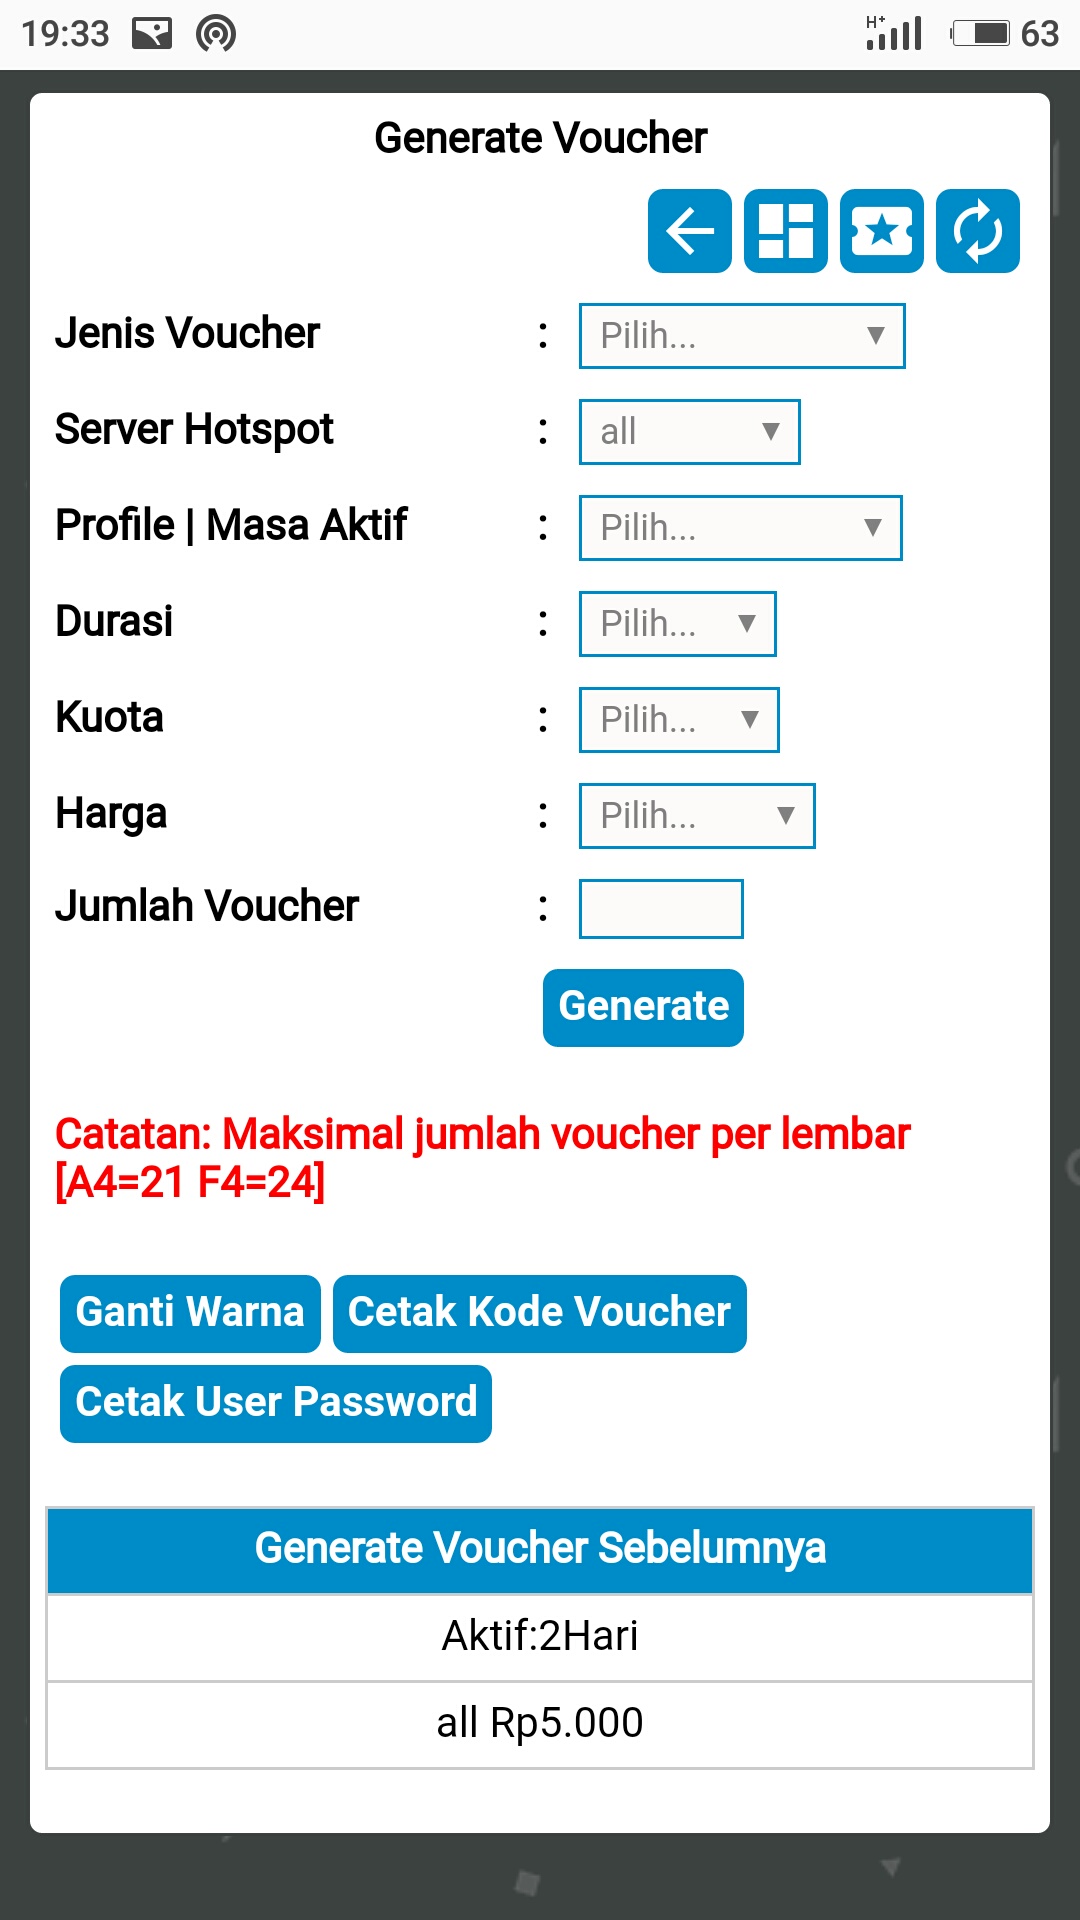 19:33 H+ 63
Generate Voucher
Jenis Voucher : Pilih... ▼
Server Hotspot : all ▼
Profile | Masa Aktif : Pilih... ▼
Durasi : Pilih... ▼
Kuota : Pilih... ▼
Harga : Pilih... ▼
Jumlah Voucher :
Generate
Catatan: Maksimal jumlah voucher per lembar
[A4=21 F4=24]
Ganti Warna Cetak Kode Voucher
Cetak User Password
Generate Voucher Sebelumnya
Aktif:2Hari
all Rp5.000